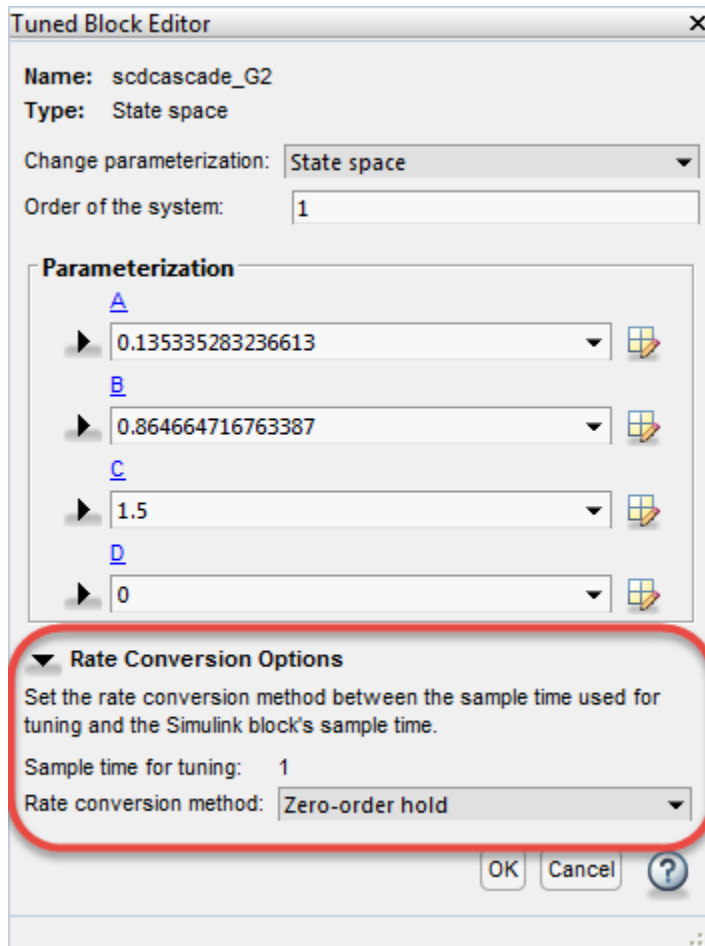 Tuned Block Editor
Name: scdcascade_G2
Type: State space
Change parameterization: State space
Order of the system: 1
Parameterization
A
0.135335283236613
B
0.864664716763387
C
1.5
D
0
Rate Conversion Options
Set the rate conversion method between the sample time used for
tuning and the Simulink block's sample time.
Sample time for tuning: 1
Rate conversion method: Zero-order hold
OK Cancel ?